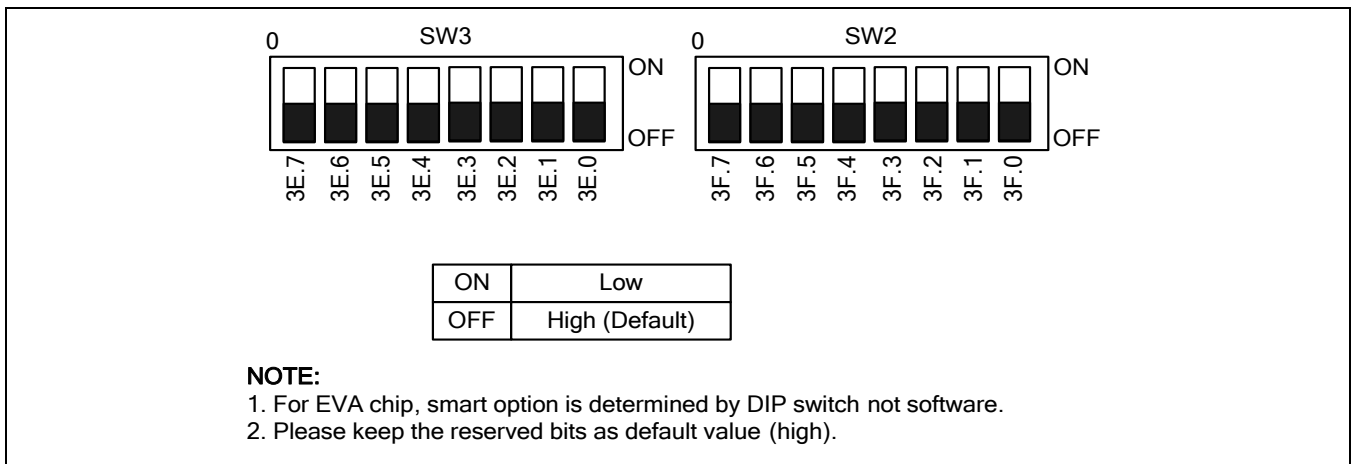 0 SW3 0 SW2
ON ON
OFF OFF
3E.7 3E.6 3E.5 3E.4 3E.3 3E.2 3E.1 3E.0 3F.7 3F.6 3F.5 3F.4 3F.3 3F.2 3F.1 3F.0
ON Low
OFF High (Default)
NOTE:
1. For EVA chip, smart option is determined by DIP switch not software.
2. Please keep the reserved bits as default value (high).